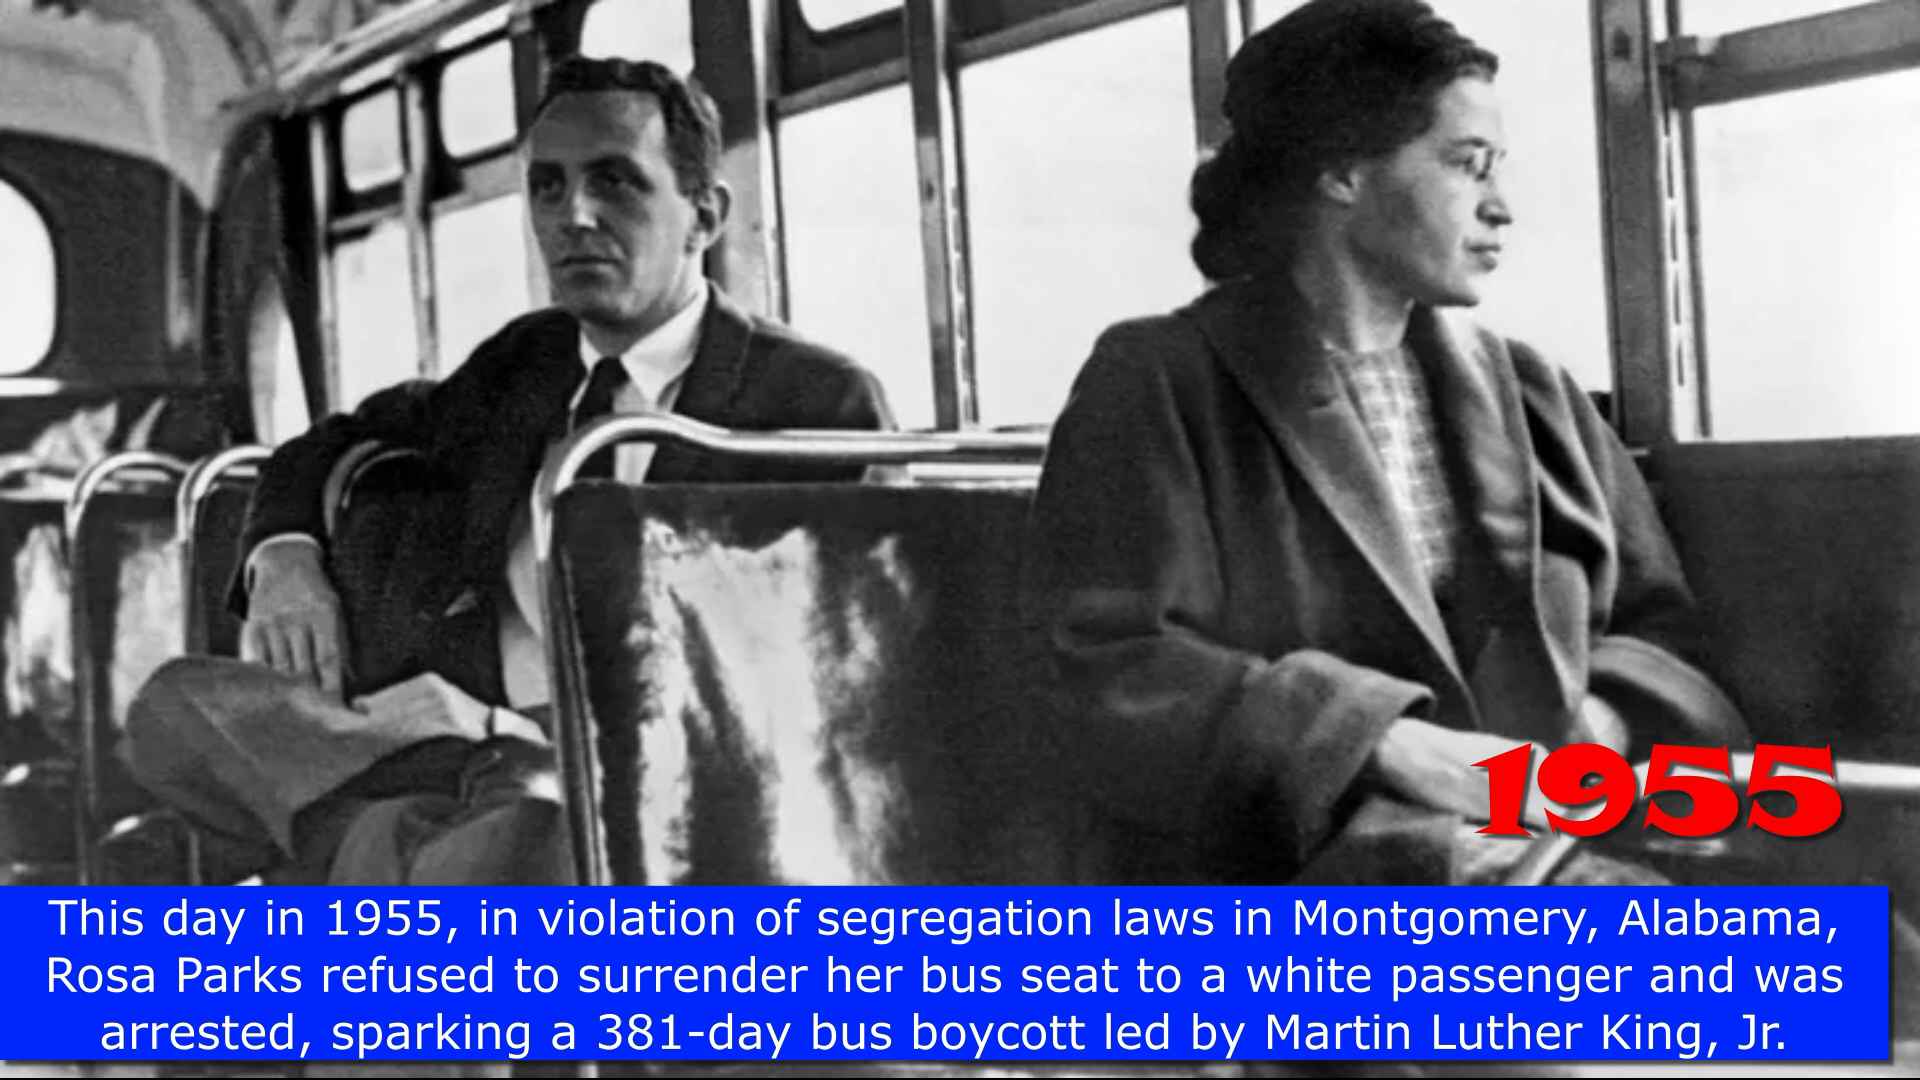 1955
This day in 1955, in violation of segregation laws in Montgomery, Alabama,
Rosa Parks refused to surrender her bus seat to a white passenger and was
arrested, sparking a 381-day bus boycott led by Martin Luther King, Jr.